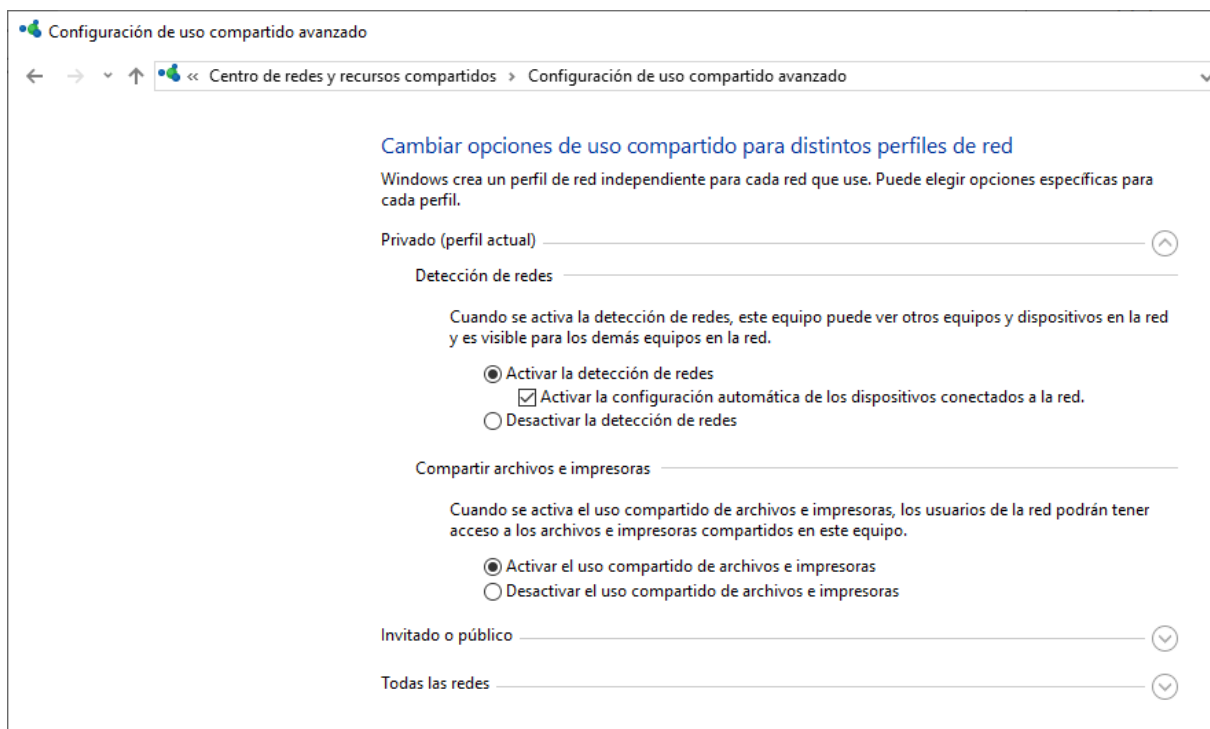 Configuración de uso compartido avanzado
« Centro de redes y recursos compartidos › Configuración de uso compartido avanzado
Cambiar opciones de uso compartido para distintos perfiles de red
Windows crea un perfil de red independiente para cada red que use. Puede elegir opciones específicas para
cada perfil.
Privado (perfil actual)
Detección de redes
Cuando se activa la detección de redes, este equipo puede ver otros equipos y dispositivos en la red
y es visible para los demás equipos en la red.
Activar la detección de redes
Activar la configuración automática de los dispositivos conectados a la red.
Desactivar la detección de redes
Compartir archivos e impresoras
Cuando se activa el uso compartido de archivos e impresoras, los usuarios de la red podrán tener
acceso a los archivos e impresoras compartidos en este equipo.
Activar el uso compartido de archivos e impresoras
Desactivar el uso compartido de archivos e impresoras
Invitado o público
Todas las redes